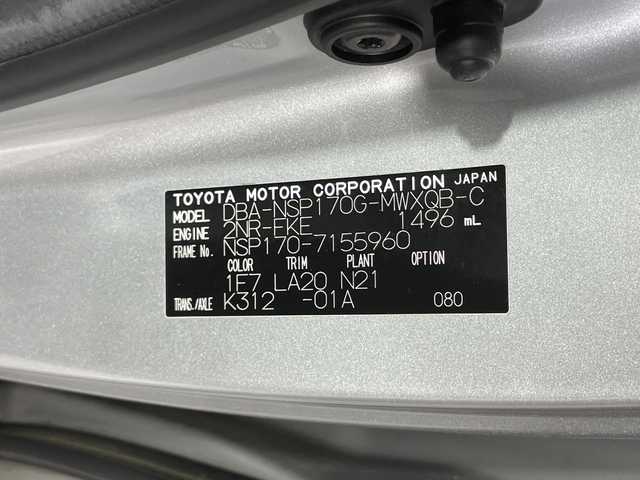 TOYOTA MOTOR CORPORATION JAPAN
MODEL DBA-NSP170G-MWXQB-C
ENGINE 2NR-FKE 1496 mL
FRAME No. NSP170-7155960
COLOR TRIM PLANT OPTION
1F7 LA20 N21
TRANS./AXLE K312 -01A 080